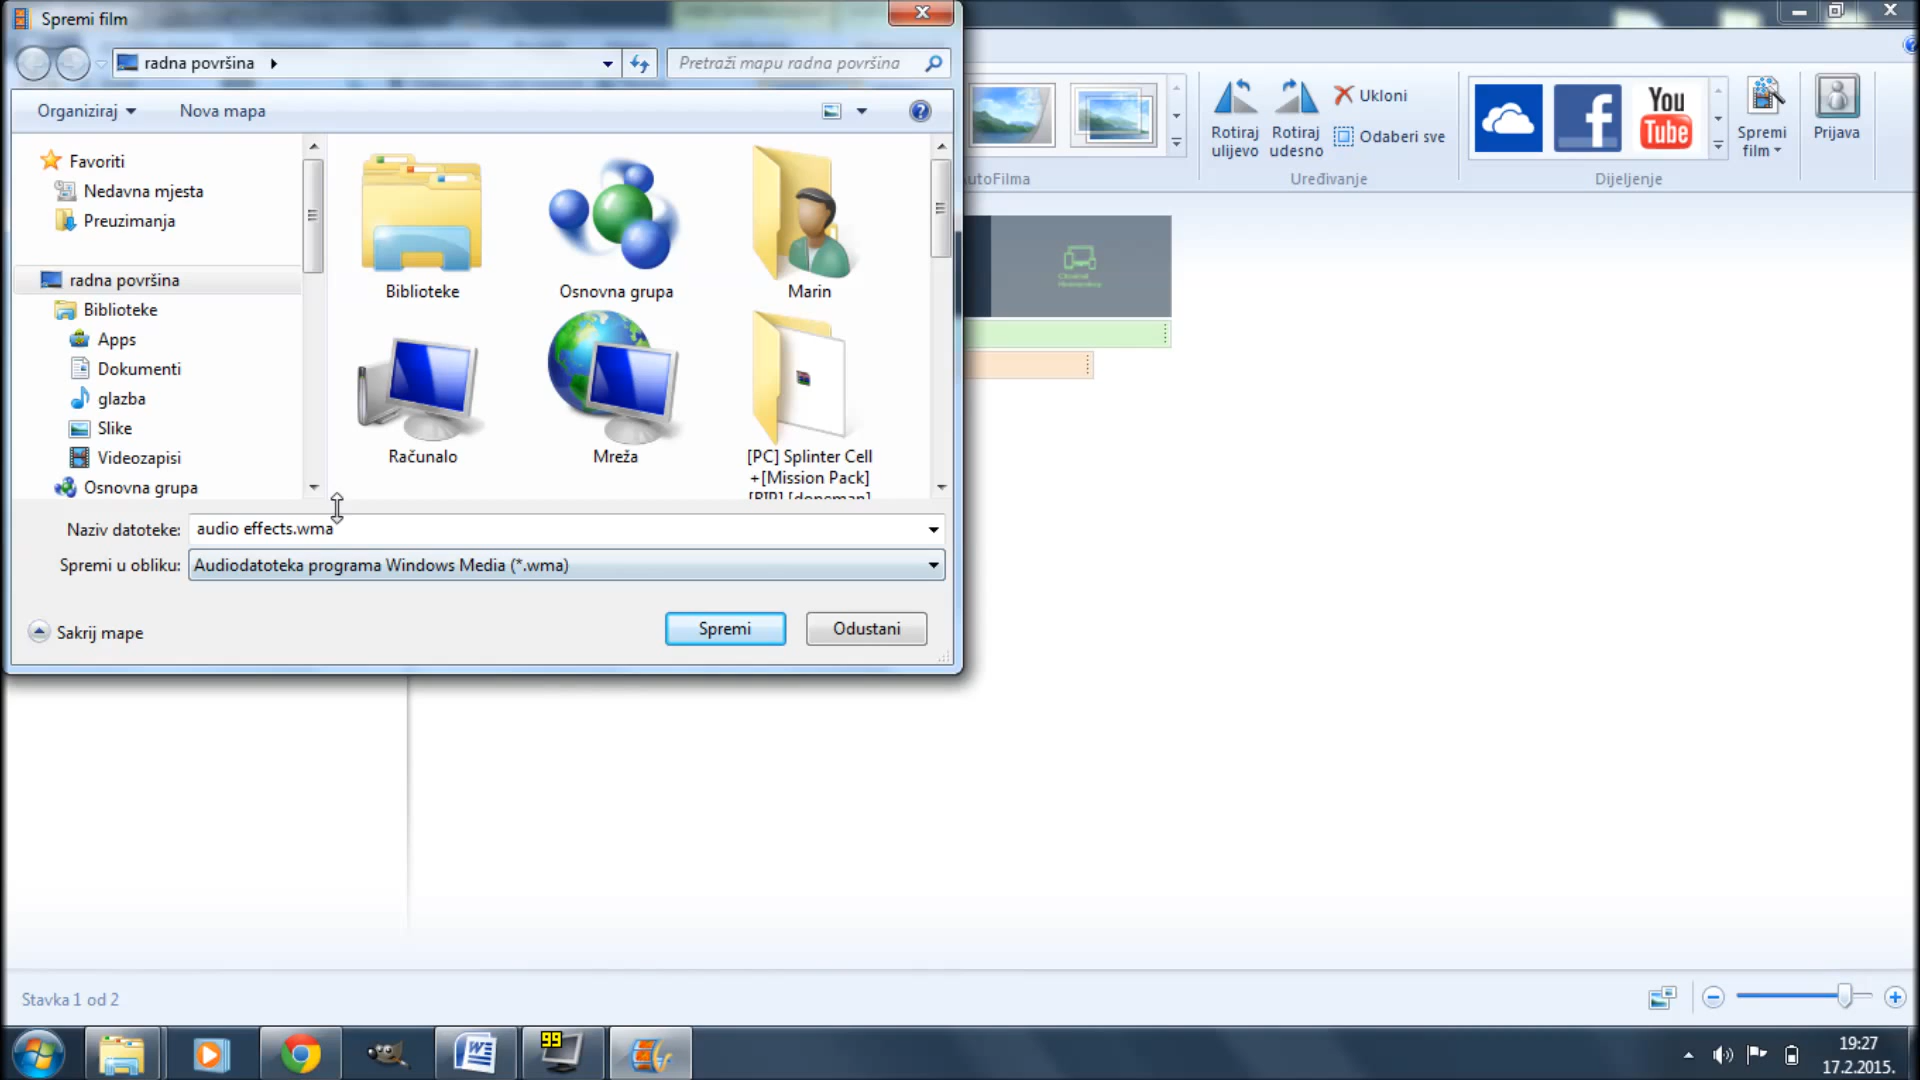 Spremi film
radna površina
Pretraži mapu radna površina
Organiziraj
Nova mapa
Favoriti
Nedavna mjesta
Preuzimanja
radna površina
Biblioteke
Apps
Dokumenti
glazba
Slike
Videozapisi
Osnovna grupa
Biblioteke
Osnovna grupa
Marin
Računalo
Mreža
[PC] Splinter Cell
+[Mission Pack]
[RIP] [dopeman]
Naziv datoteke: audio effects.wma
Spremi u obliku: Audiodatoteka programa Windows Media (*.wma)
Sakrij mape
Spremi
Odustani
Rotiraj
ulijevo
Rotiraj
udesno
Ukloni
Odaberi sve
utoFilma
Uređivanje
You
Tube
Dijeljenje
Spremi
film
Prijava
Stavka 1 od 2
99
19:27
17.2.2015.